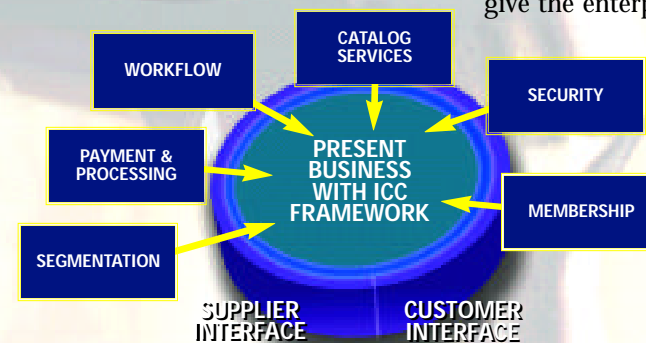 give the enterp
CATALOG
SERVICES
WORKFLOW
SECURITY
PAYMENT &
PROCESSING
PRESENT
BUSINESS
WITH ICC
FRAMEWORK
MEMBERSHIP
SEGMENTATION
SUPPLIER
INTERFACE
CUSTOMER
INTERFACE